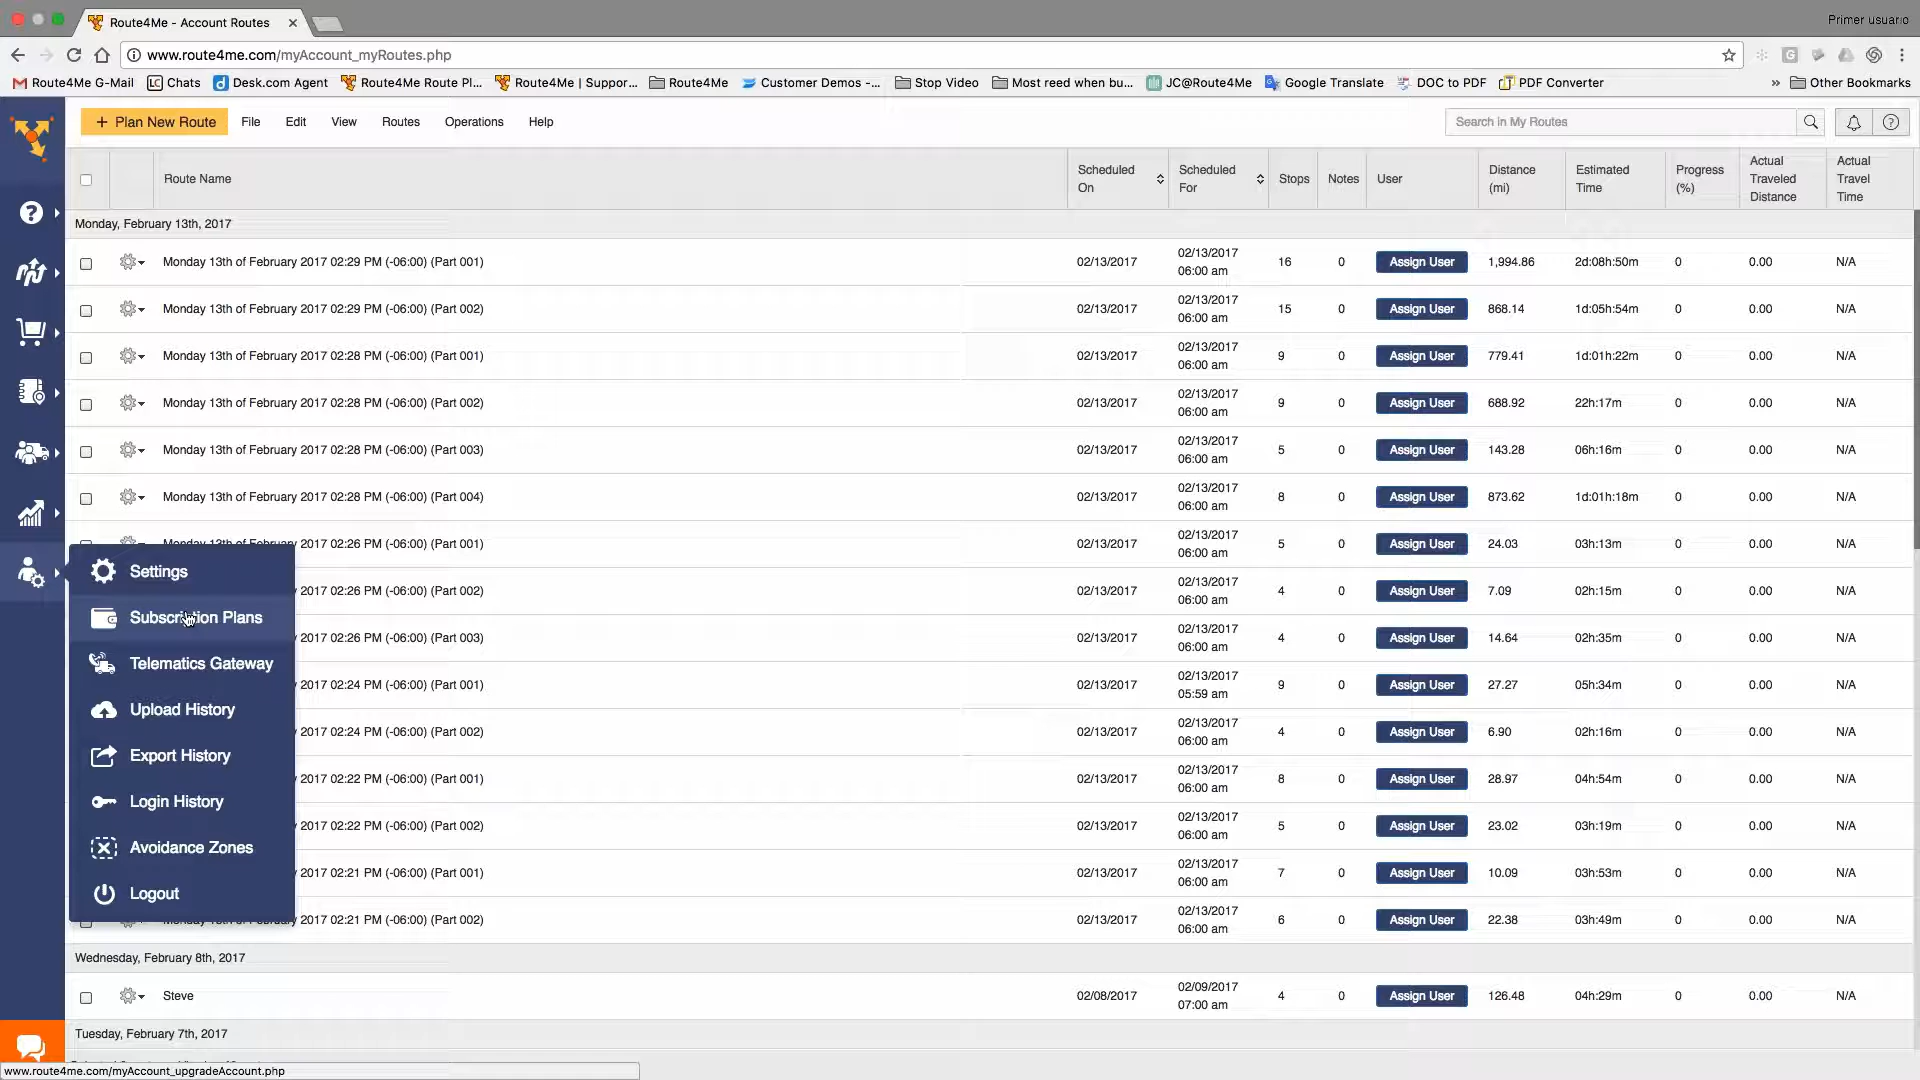 Route4Me - Account Routes
Primer usuario
www.route4me.com/myAccount_myRoutes.php
Route4Me G-Mail Chats Desk.com Agent Route4Me Route Pl... Route4Me | Suppor... Route4Me Customer Demos -... Stop Video Most reed when bu... JC@Route4Me Google Translate DOC to PDF PDF Converter » Other Bookmarks
+ Plan New Route File Edit View Routes Operations Help Search in My Routes
Route Name Scheduled On Scheduled For Stops Notes User Distance (mi) Estimated Time Progress (%) Actual Traveled Distance Actual Travel Time
Monday, February 13th, 2017
Monday 13th of February 2017 02:29 PM (-06:00) (Part 001) 02/13/2017 02/13/2017 06:00 am 16 0 Assign User 1,994.86 2d:08h:50m 0 0.00 N/A
Monday 13th of February 2017 02:29 PM (-06:00) (Part 002) 02/13/2017 02/13/2017 06:00 am 15 0 Assign User 868.14 1d:05h:54m 0 0.00 N/A
Monday 13th of February 2017 02:28 PM (-06:00) (Part 001) 02/13/2017 02/13/2017 06:00 am 9 0 Assign User 779.41 1d:01h:22m 0 0.00 N/A
Monday 13th of February 2017 02:28 PM (-06:00) (Part 002) 02/13/2017 02/13/2017 06:00 am 9 0 Assign User 688.92 22h:17m 0 0.00 N/A
Monday 13th of February 2017 02:28 PM (-06:00) (Part 003) 02/13/2017 02/13/2017 06:00 am 5 0 Assign User 143.28 06h:16m 0 0.00 N/A
Monday 13th of February 2017 02:28 PM (-06:00) (Part 004) 02/13/2017 02/13/2017 06:00 am 8 0 Assign User 873.62 1d:01h:18m 0 0.00 N/A
Monday 13th of February 2017 02:26 PM (-06:00) (Part 001) 02/13/2017 02/13/2017 06:00 am 5 0 Assign User 24.03 03h:13m 0 0.00 N/A
2017 02:26 PM (-06:00) (Part 002) 02/13/2017 02/13/2017 06:00 am 4 0 Assign User 7.09 02h:15m 0 0.00 N/A
2017 02:26 PM (-06:00) (Part 003) 02/13/2017 02/13/2017 06:00 am 4 0 Assign User 14.64 02h:35m 0 0.00 N/A
2017 02:24 PM (-06:00) (Part 001) 02/13/2017 02/13/2017 05:59 am 9 0 Assign User 27.27 05h:34m 0 0.00 N/A
2017 02:24 PM (-06:00) (Part 002) 02/13/2017 02/13/2017 06:00 am 4 0 Assign User 6.90 02h:16m 0 0.00 N/A
2017 02:22 PM (-06:00) (Part 001) 02/13/2017 02/13/2017 06:00 am 8 0 Assign User 28.97 04h:54m 0 0.00 N/A
2017 02:22 PM (-06:00) (Part 002) 02/13/2017 02/13/2017 06:00 am 5 0 Assign User 23.02 03h:19m 0 0.00 N/A
2017 02:21 PM (-06:00) (Part 001) 02/13/2017 02/13/2017 06:00 am 7 0 Assign User 10.09 03h:53m 0 0.00 N/A
2017 02:21 PM (-06:00) (Part 002) 02/13/2017 02/13/2017 06:00 am 6 0 Assign User 22.38 03h:49m 0 0.00 N/A
Settings
Subscription Plans
Telematics Gateway
Upload History
Export History
Login History
Avoidance Zones
Logout
Wednesday, February 8th, 2017
Steve 02/08/2017 02/09/2017 07:00 am 4 0 Assign User 126.48 04h:29m 0 0.00 N/A
Tuesday, February 7th, 2017
www.route4me.com/myAccount_upgradeAccount.php